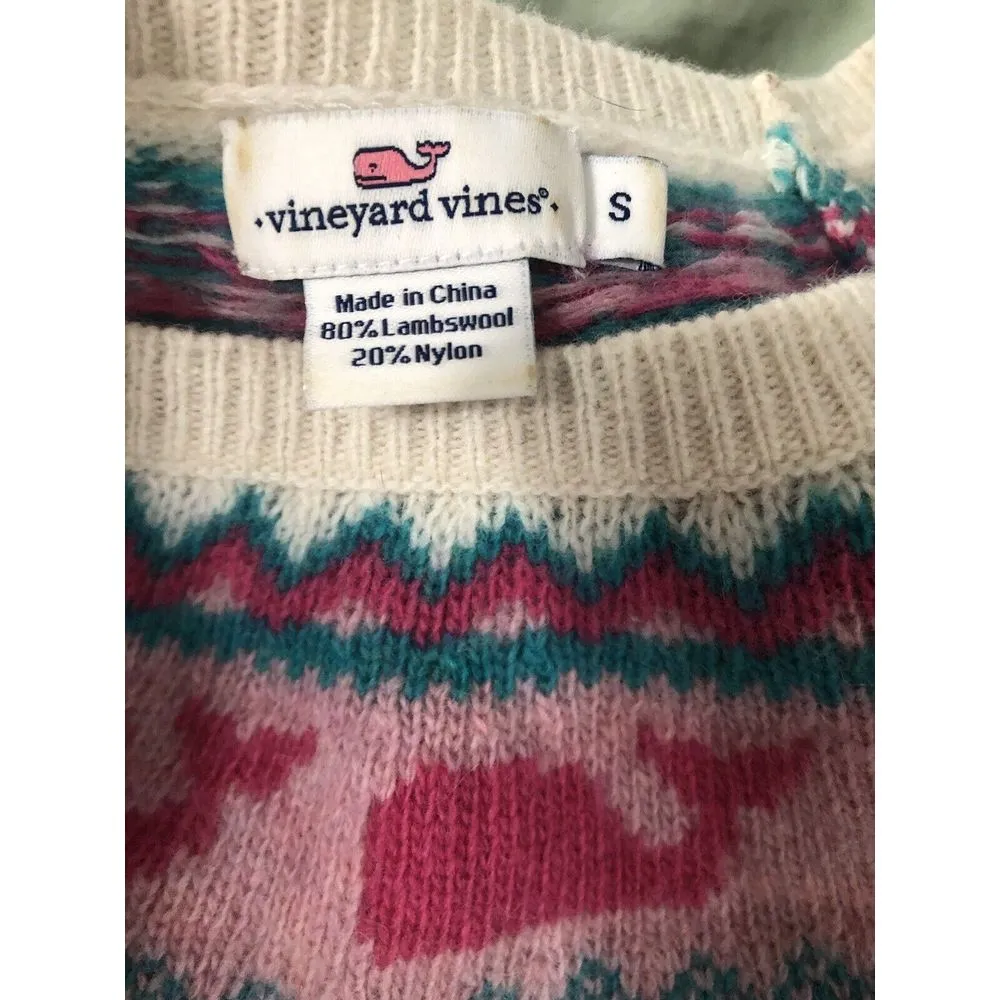 vineyard vines®
S
Made in China
80% Lambswool
20% Nylon